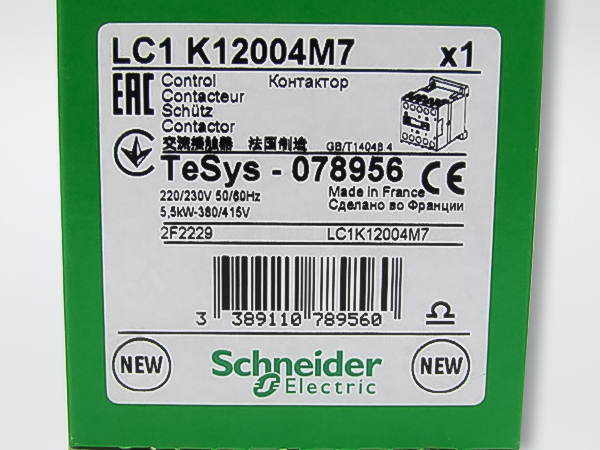 LC1 K12004M7 x1
EAC
Control Контактор
Contacteur
Schütz
Contactor
交流接触器 法国制造 GB/T14048.4
TeSys - 078956 CE
220/230V 50/60Hz Made in France
5,5kW-380/415V Сделано во Франции
2F2229 LC1K12004M7
3 389110 789560
NEW Schneider Electric NEW